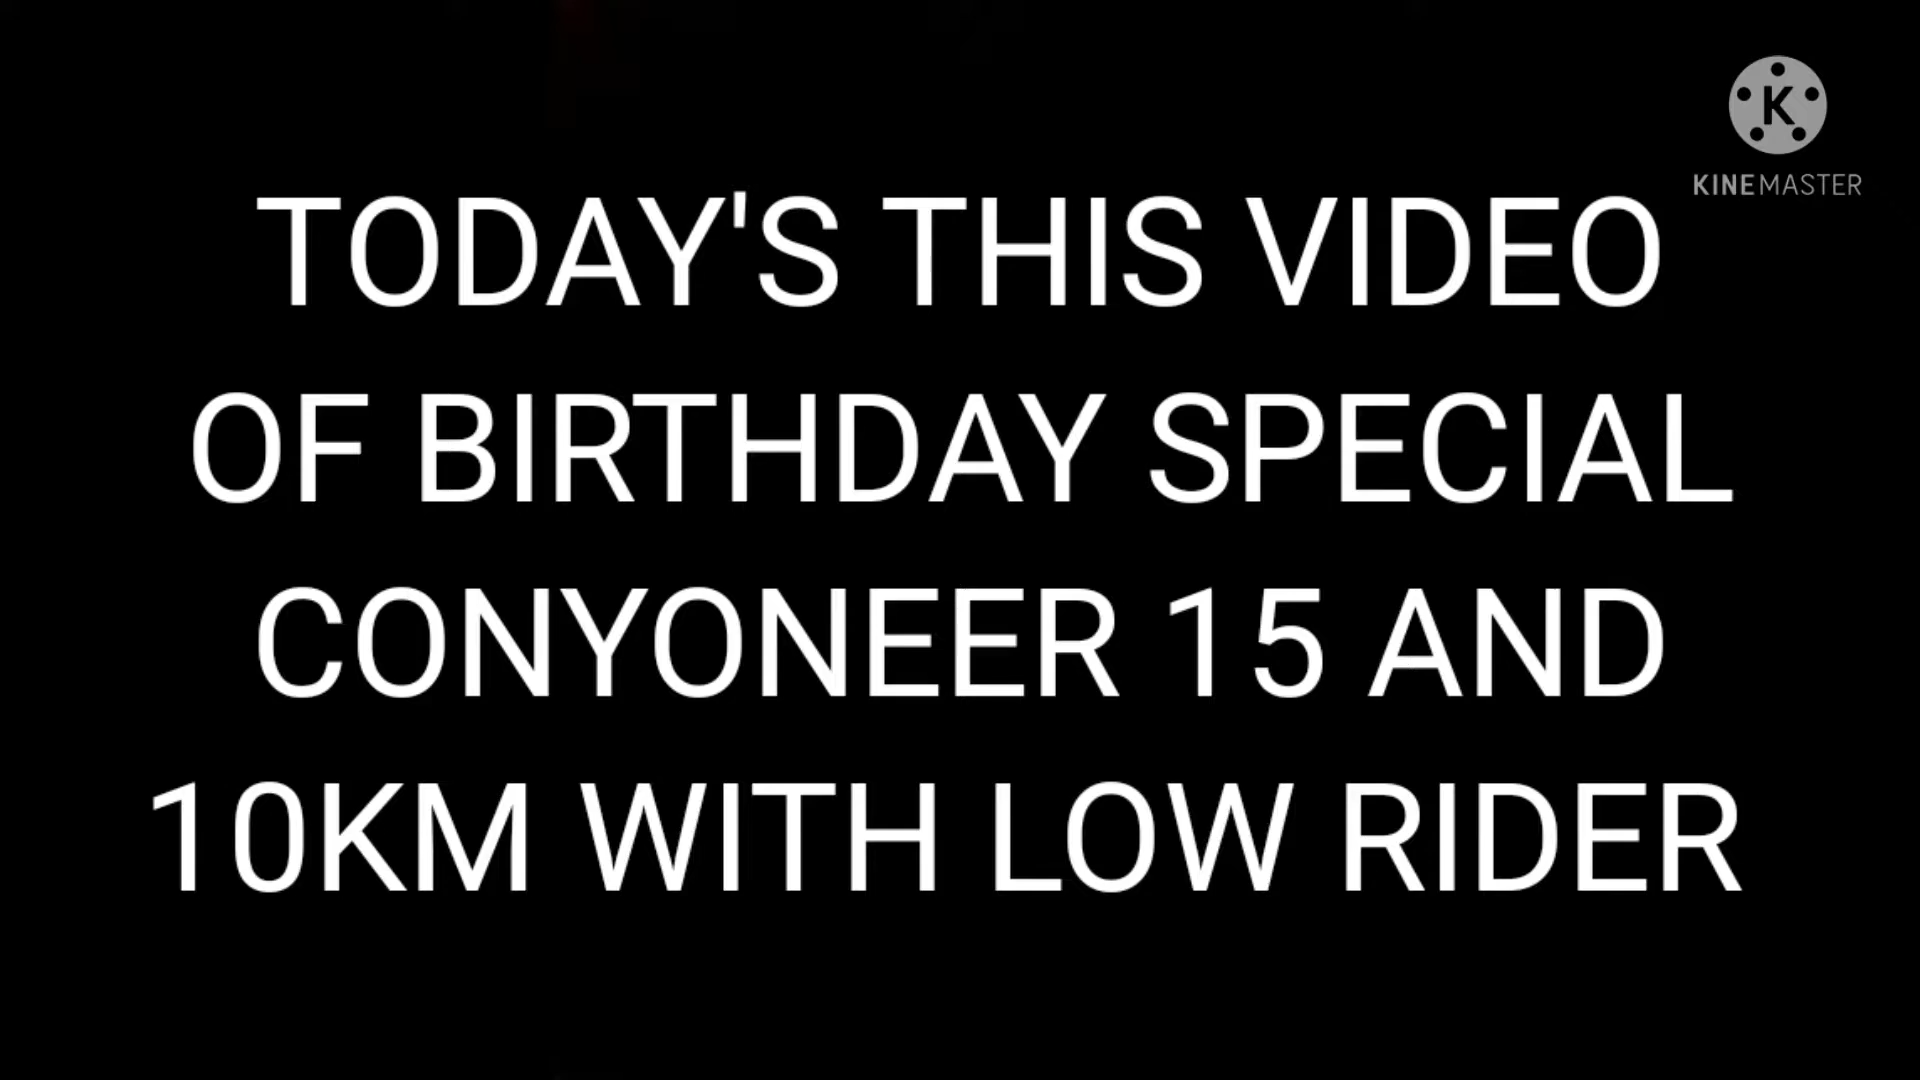 K
KINEMASTER
TODAY'S THIS VIDEO
OF BIRTHDAY SPECIAL
CONYONEER 15 AND
10KM WITH LOW RIDER